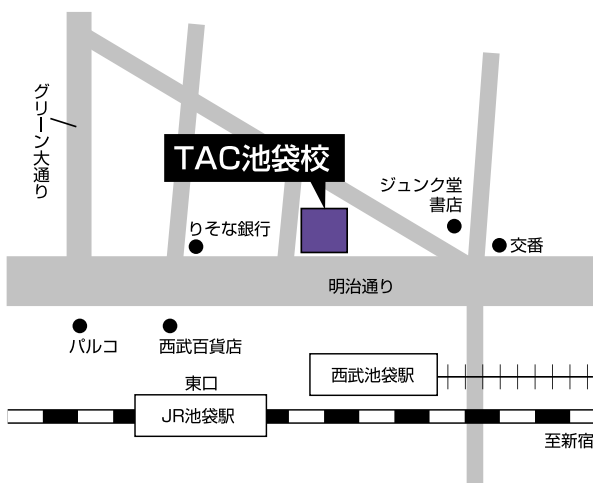 グリーン大通り
TAC池袋校
ジュンク堂
書店
りそな銀行
交番
明治通り
パルコ
西武百貨店
西武池袋駅
東口
JR池袋駅
至新宿